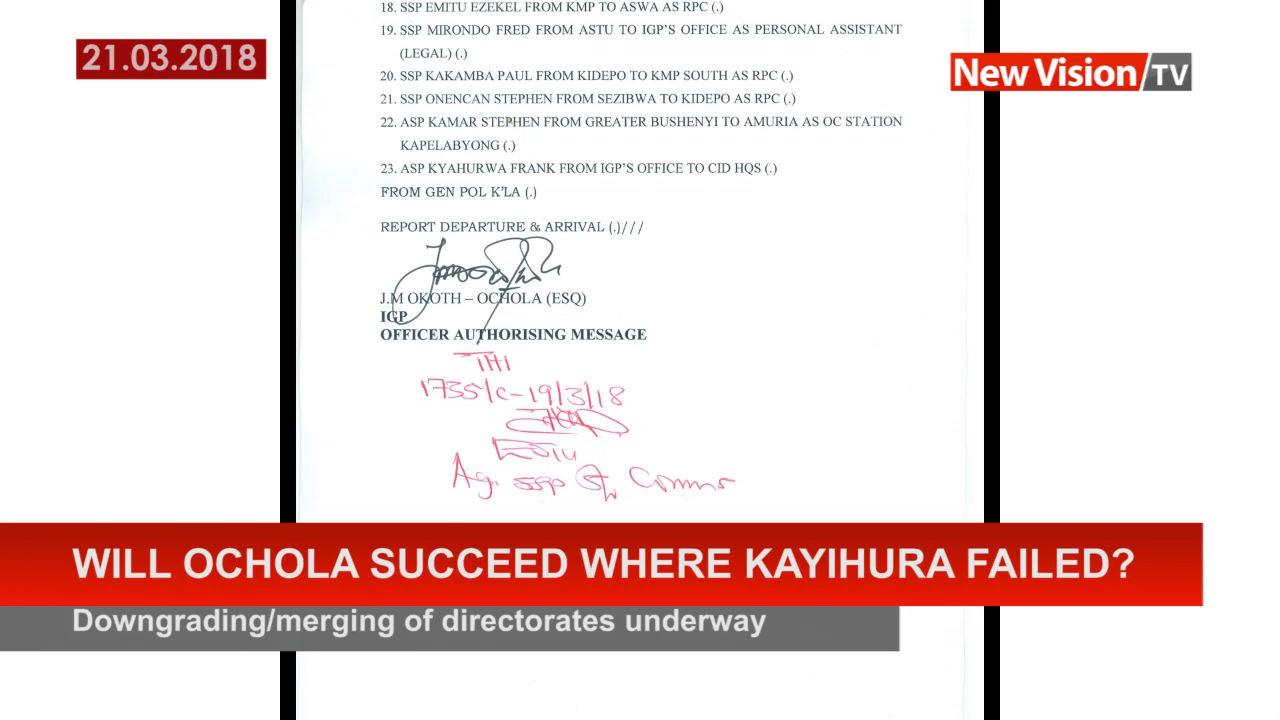 18. SSP EMITU EZEKEL FROM KMP TO ASWA AS RPC (.)
21.03.2018
New Vision TV
19. SSP MIRONDO FRED FROM ASTU TO IGP'S OFFICE AS PERSONAL ASSISTANT
(LEGAL) (.)
20. SSP KAKAMBA PAUL FROM KIDEPO TO KMP SOUTH AS RPC (.)
21. SSP ONENCAN STEPHEN FROM SEZIBWA TO KIDEPO AS RPC (.)
22. ASP KAMAR STEPHEN FROM GREATER BUSHENYI TO AMURIA AS OC STATION
KAPELABYONG (.)
23. ASP KYAHURWA FRANK FROM IGP'S OFFICE TO CID HQS (.)
FROM GEN POL K'LA (.)
REPORT DEPARTURE & ARRIVAL (.)///
J.M OKOTH – OCHOLA (ESQ)
IGP
OFFICER AUTHORISING MESSAGE
THI
1735/c-19/3/18
Ag. SSP
WILL OCHOLA SUCCEED WHERE KAYIHURA FAILED?
Downgrading/merging of directorates underway